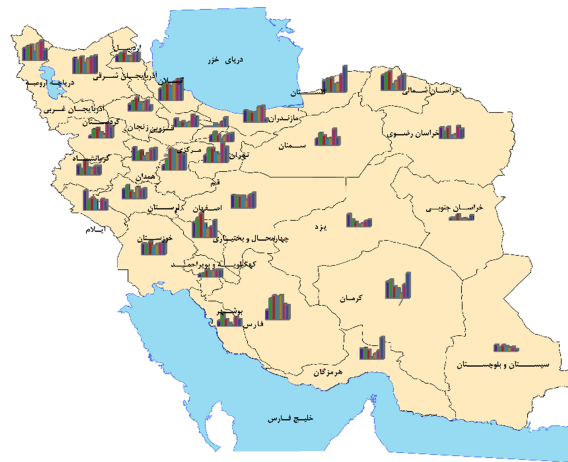 دریای خزر
اردبیل
آذربایجان شرقی
دریاچه ارومیه
گیلان
گلستان
خراسان شمالی
آذربایجان غربی
مازندران
کردستان
زنجان
قزوین
خراسان رضوی
تهران
سمنان
مرکزی
کرمانشاه
همدان
قم
لرستان
اصفهان
خراسان جنوبی
ایلام
یزد
خوزستان
چهارمحال و بختیاری
کهگیلویه و بویراحمد
کرمان
بوشهر
فارس
سیستان و بلوچستان
هرمزگان
خلیج فارس